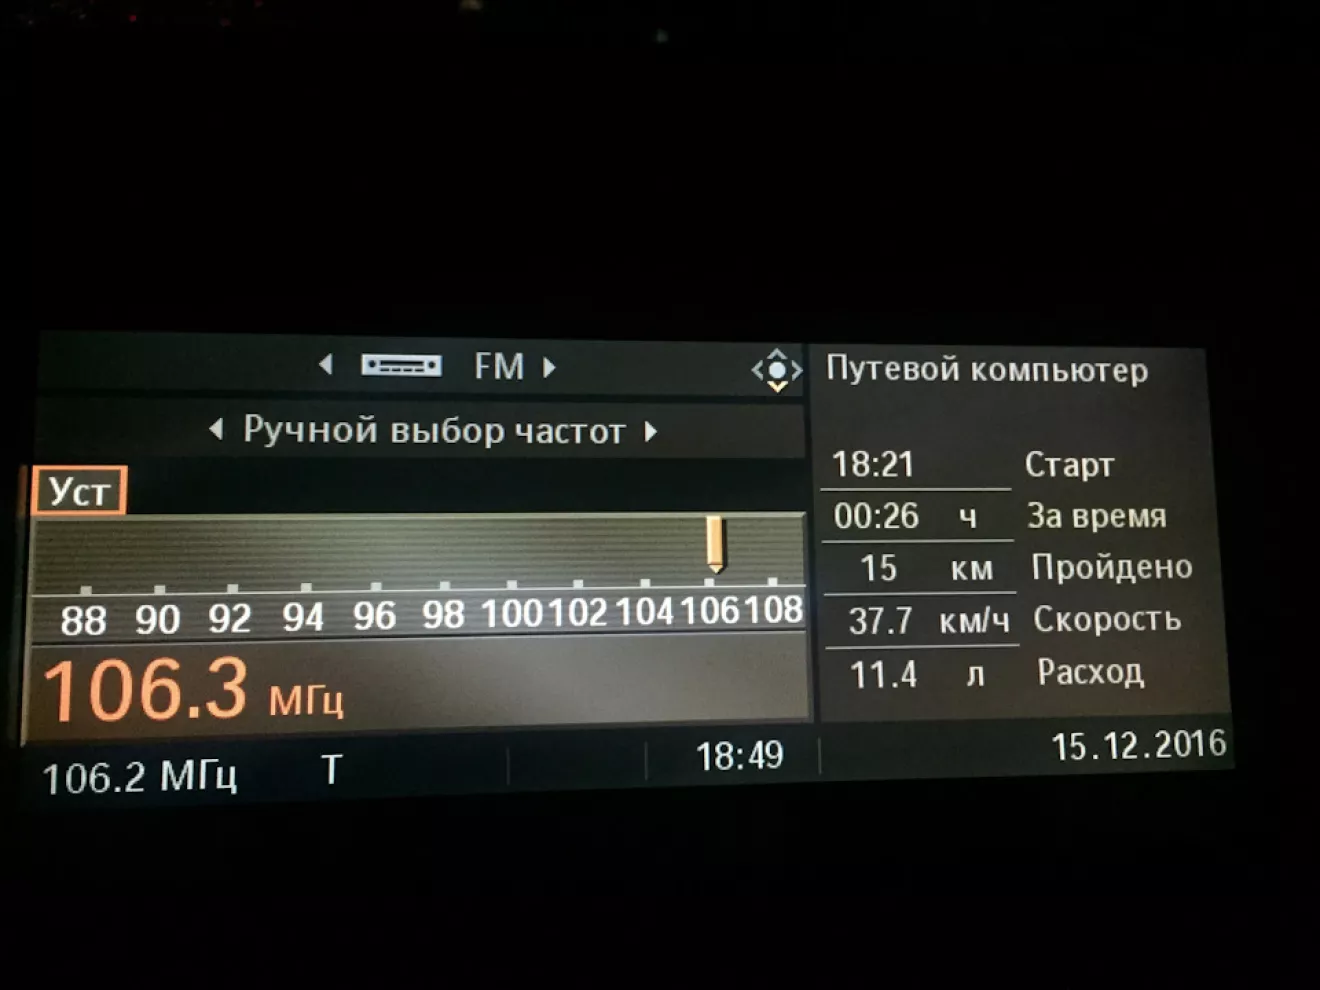 FM
Ручной выбор частот
Уст
88 90 92 94 96 98 100 102 104 106 108
106.3 МГц
106.2 МГц T 18:49
Путевой компьютер
18:21 Старт
00:26 ч За время
15 км Пройдено
37.7 км/ч Скорость
11.4 л Расход
15.12.2016